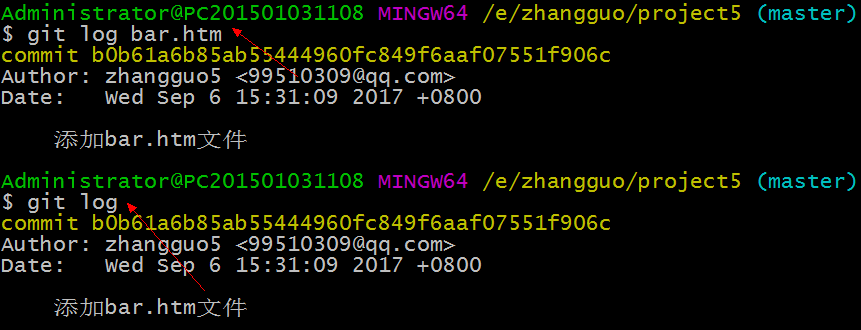 Administrator@PC201501031108 MINGW64 /e/zhangguo/project5 (master)
$ git log bar.htm
commit b0b61a6b85ab55444960fc849f6aaf07551f906c
Author: zhangguo5 <99510309@qq.com>
Date:   Wed Sep 6 15:31:09 2017 +0800
    添加bar.htm文件
Administrator@PC201501031108 MINGW64 /e/zhangguo/project5 (master)
$ git log
commit b0b61a6b85ab55444960fc849f6aaf07551f906c
Author: zhangguo5 <99510309@qq.com>
Date:   Wed Sep 6 15:31:09 2017 +0800
    添加bar.htm文件